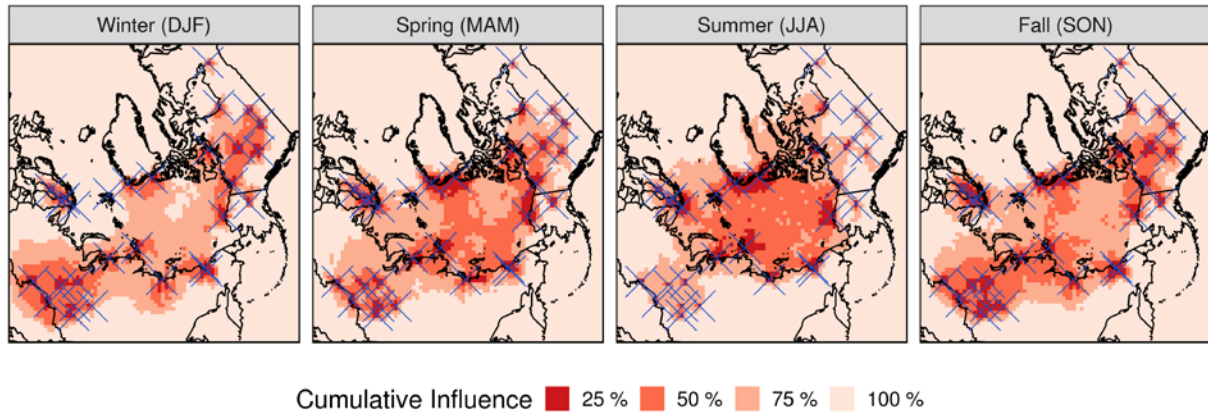 Winter (DJF) Spring (MAM) Summer (JJA) Fall (SON)
Cumulative Influence 25 % 50 % 75 % 100 %